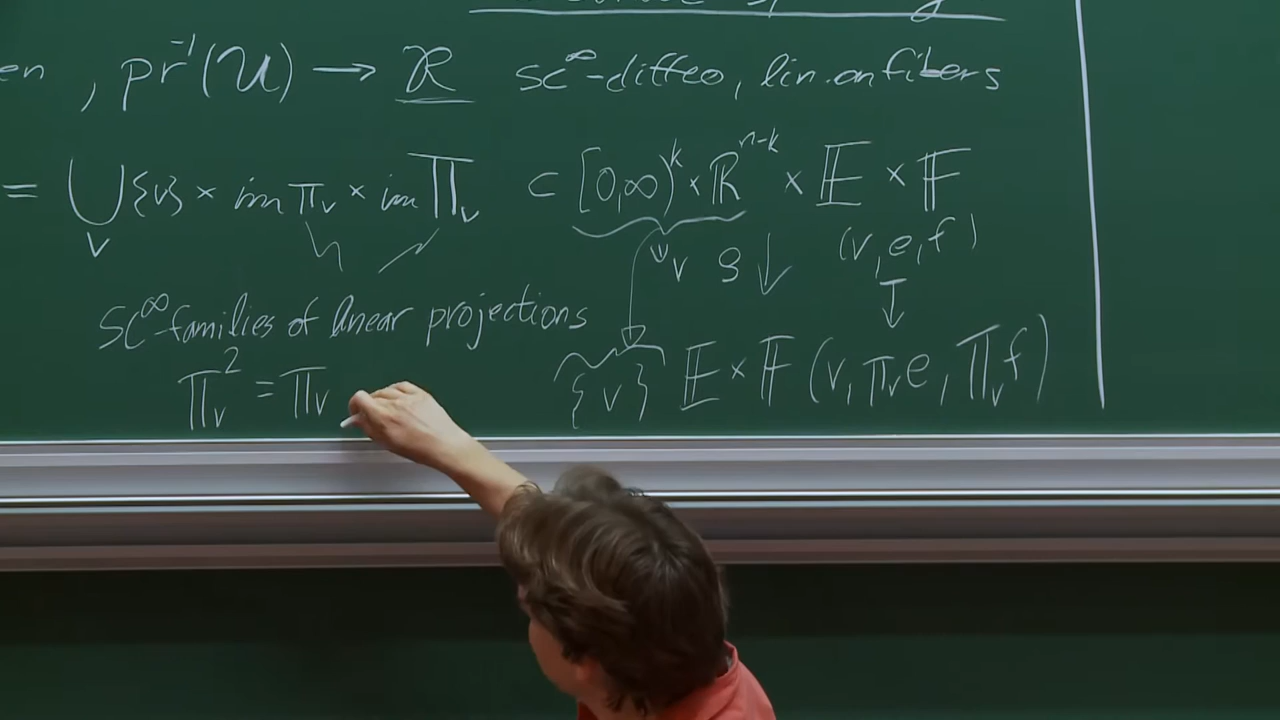 en , pr⁻¹(𝒰) → ℛ sc^∞-diffeo, lin. on fibers
= ⋃_v {v} × im π_v × im Π_v ⊂ [0,∞)^k × ℝ^{n-k} × 𝔼 × 𝔽
v ρ ↓ (v,e,f)
sc^∞-families of linear projections ↓
Π_v² = Π_v {v} 𝔼 × 𝔽 (v, π_v e, Π_v f)